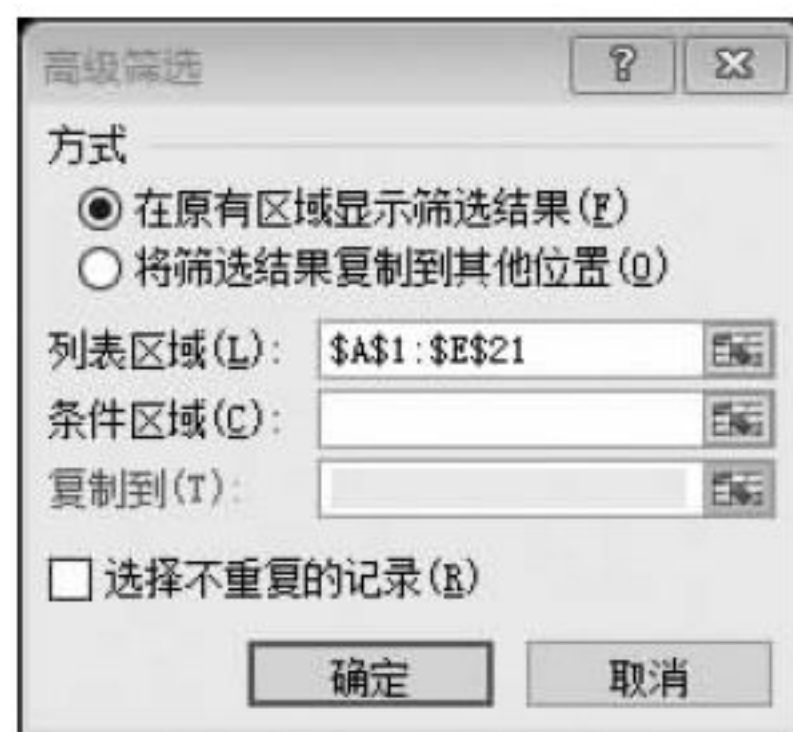 高级筛选
方式
在原有区域显示筛选结果(F)
将筛选结果复制到其他位置(O)
列表区域(L): $A$1:$E$21
条件区域(C):
复制到(T):
选择不重复的记录(R)
确定 取消